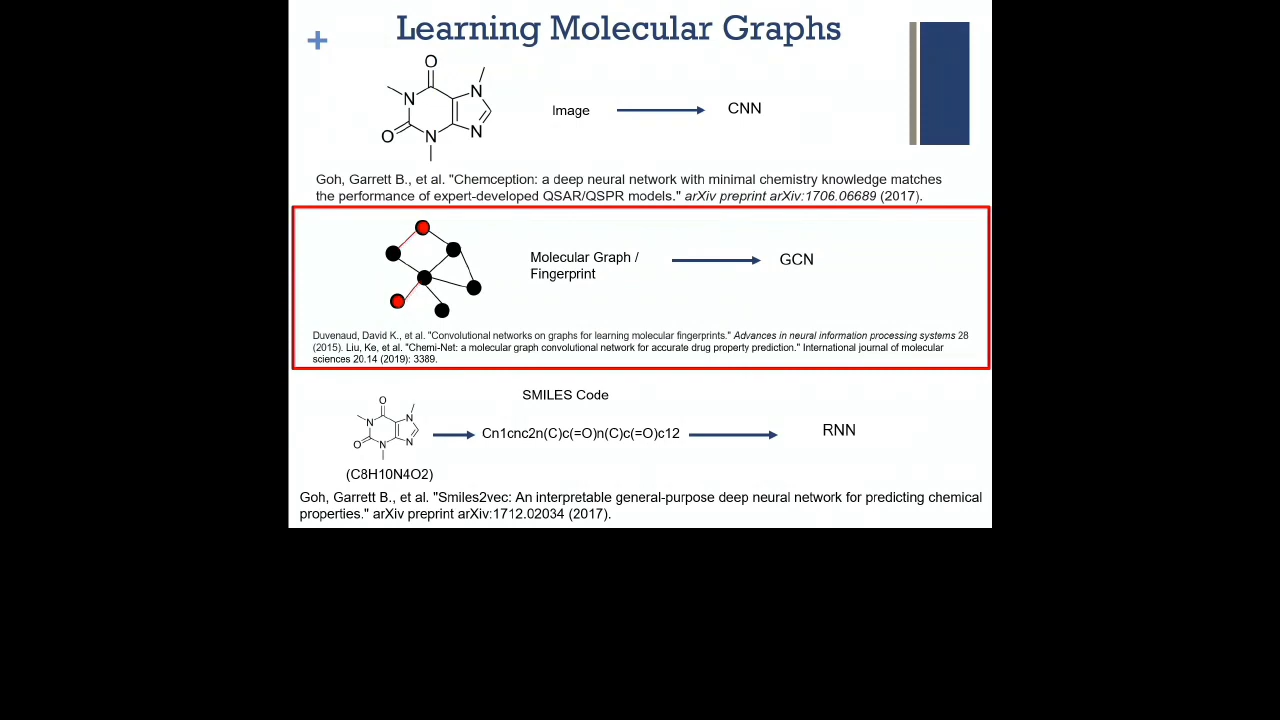 +
Learning Molecular Graphs
O
N
N
O
N
N
Image
CNN
Goh, Garrett B., et al. "Chemception: a deep neural network with minimal chemistry knowledge matches
the performance of expert-developed QSAR/QSPR models." arXiv preprint arXiv:1706.06689 (2017).
Molecular Graph /
Fingerprint
GCN
Duvenaud, David K., et al. "Convolutional networks on graphs for learning molecular fingerprints." Advances in neural information processing systems 28
(2015). Liu, Ke, et al. "Chemi-Net: a molecular graph convolutional network for accurate drug property prediction." International journal of molecular
sciences 20.14 (2019): 3389.
SMILES Code
O
N
N
O
N
N
Cn1cnc2n(C)c(=O)n(C)c(=O)c12
RNN
(C8H10N4O2)
Goh, Garrett B., et al. "Smiles2vec: An interpretable general-purpose deep neural network for predicting chemical
properties." arXiv preprint arXiv:1712.02034 (2017).